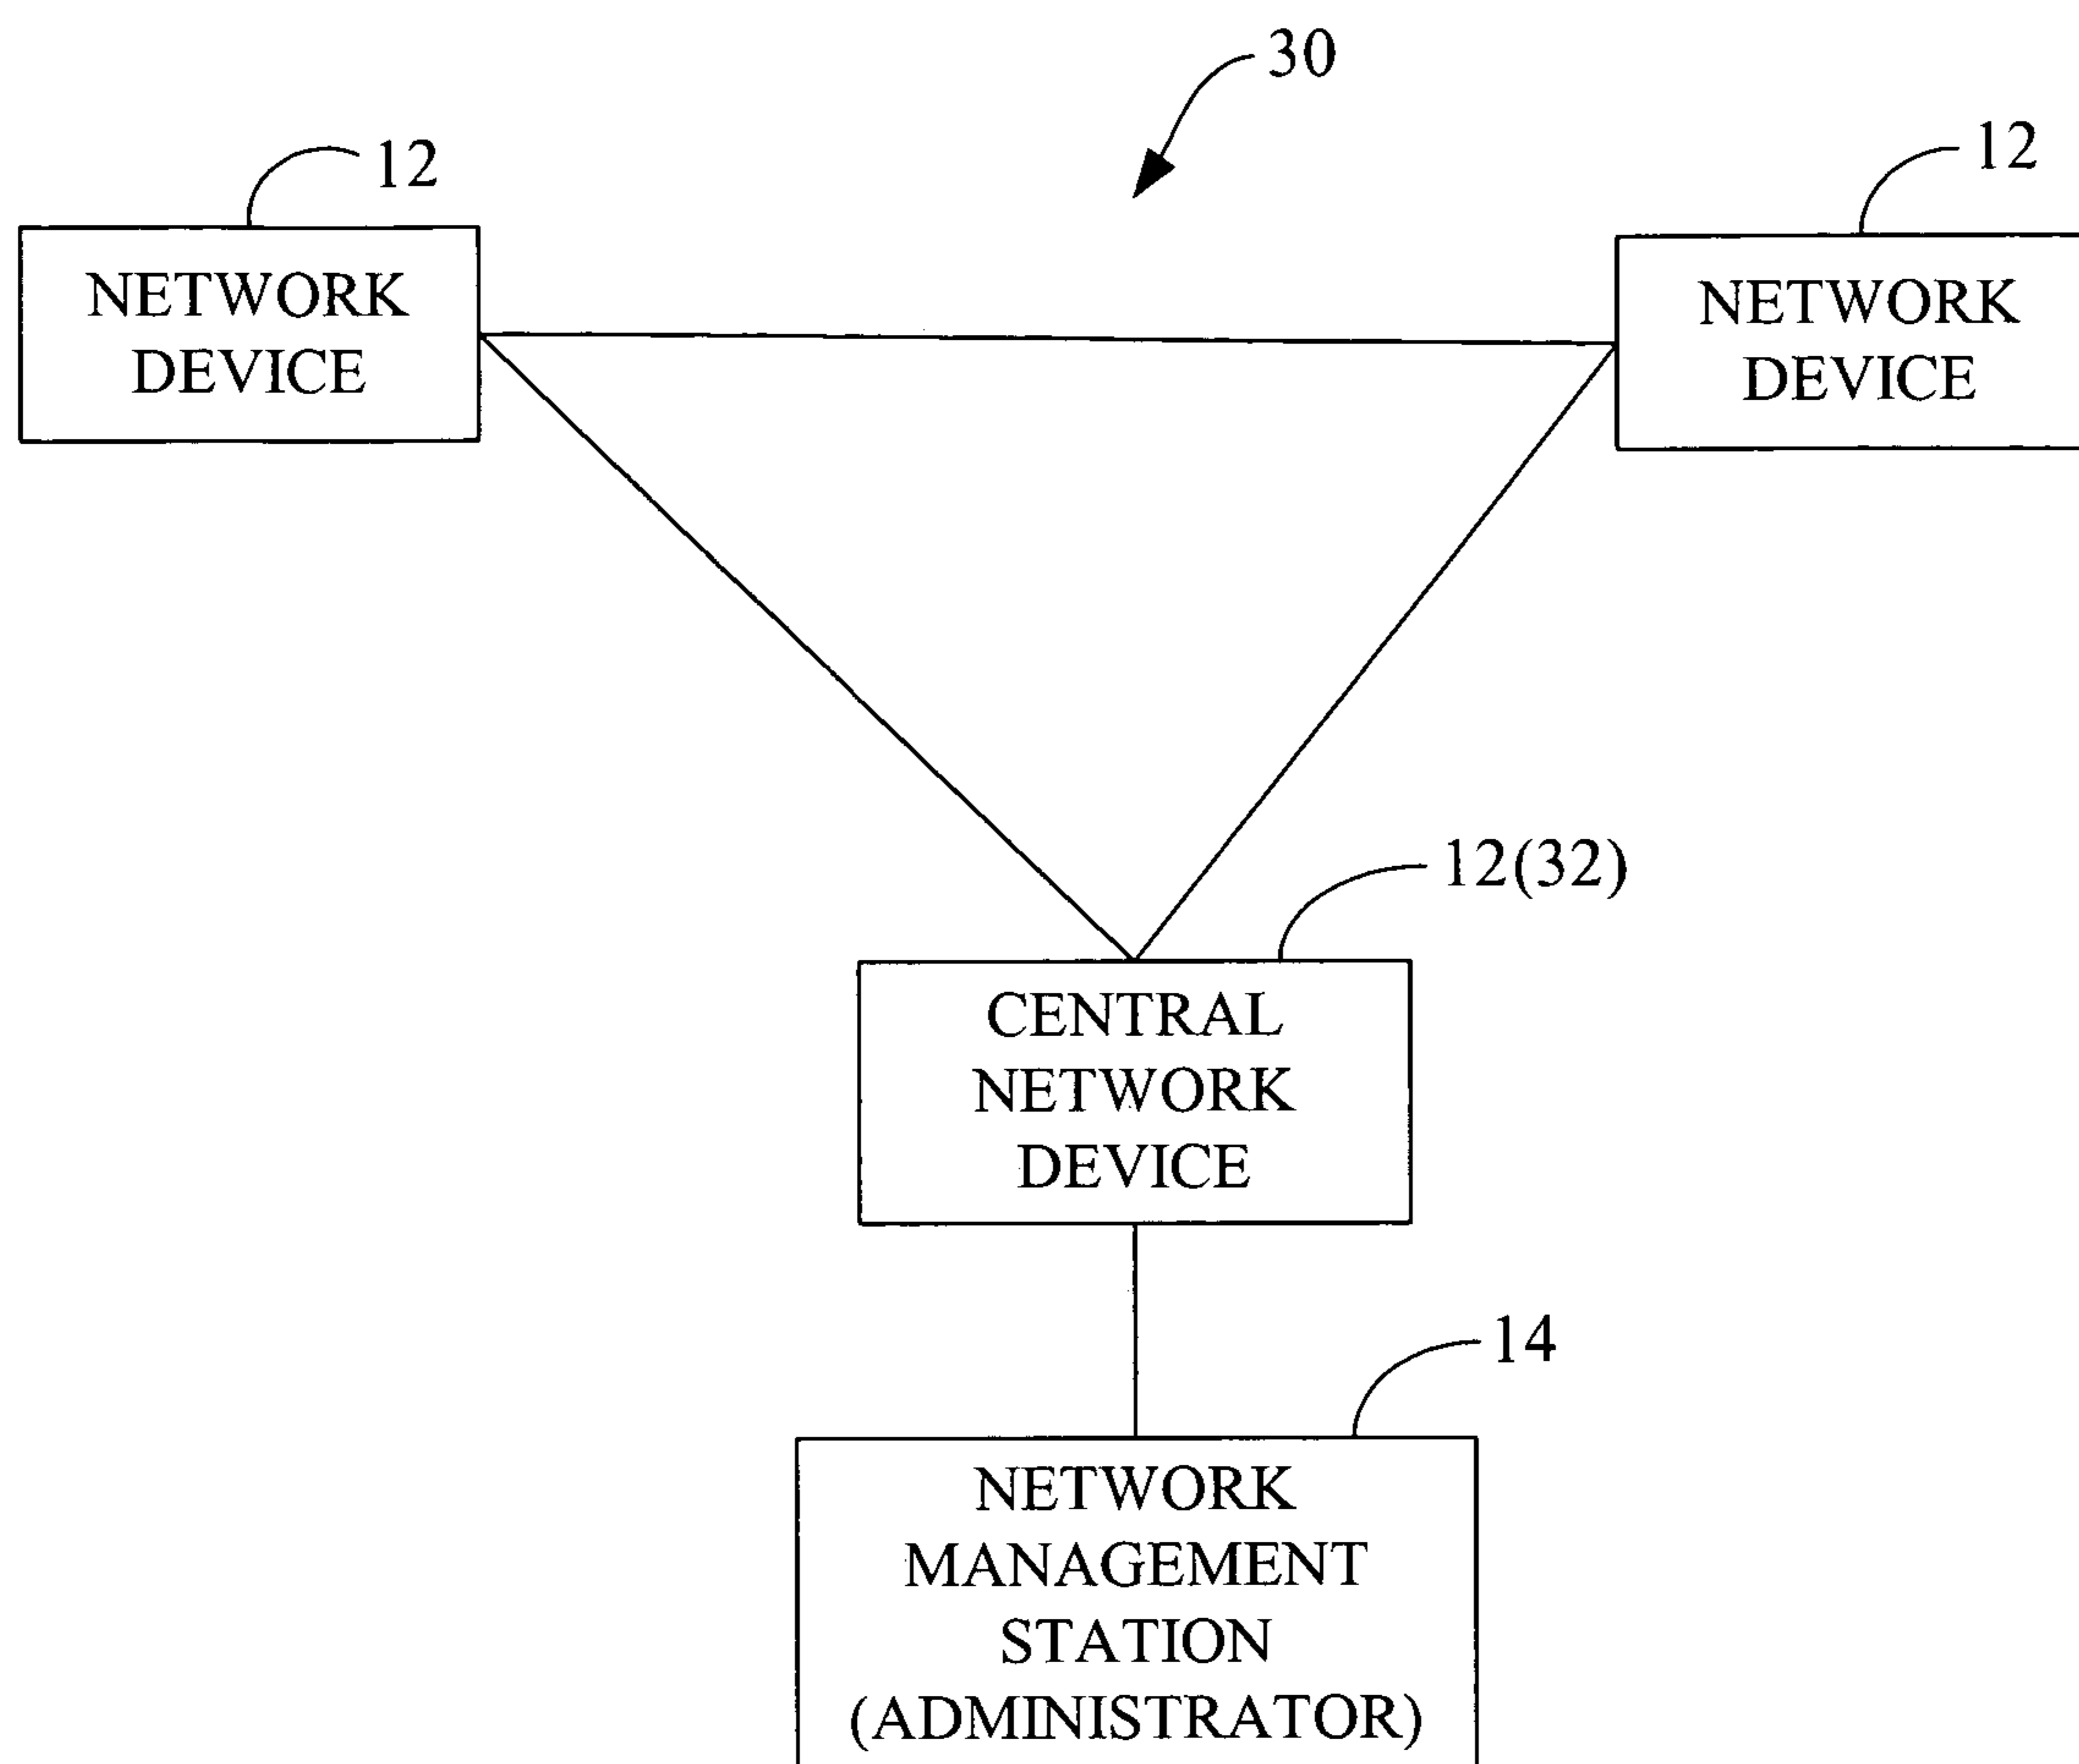 30
12
12
NETWORK
DEVICE
NETWORK
DEVICE
12(32)
CENTRAL
NETWORK
DEVICE
14
NETWORK
MANAGEMENT
STATION
(ADMINISTRATOR)